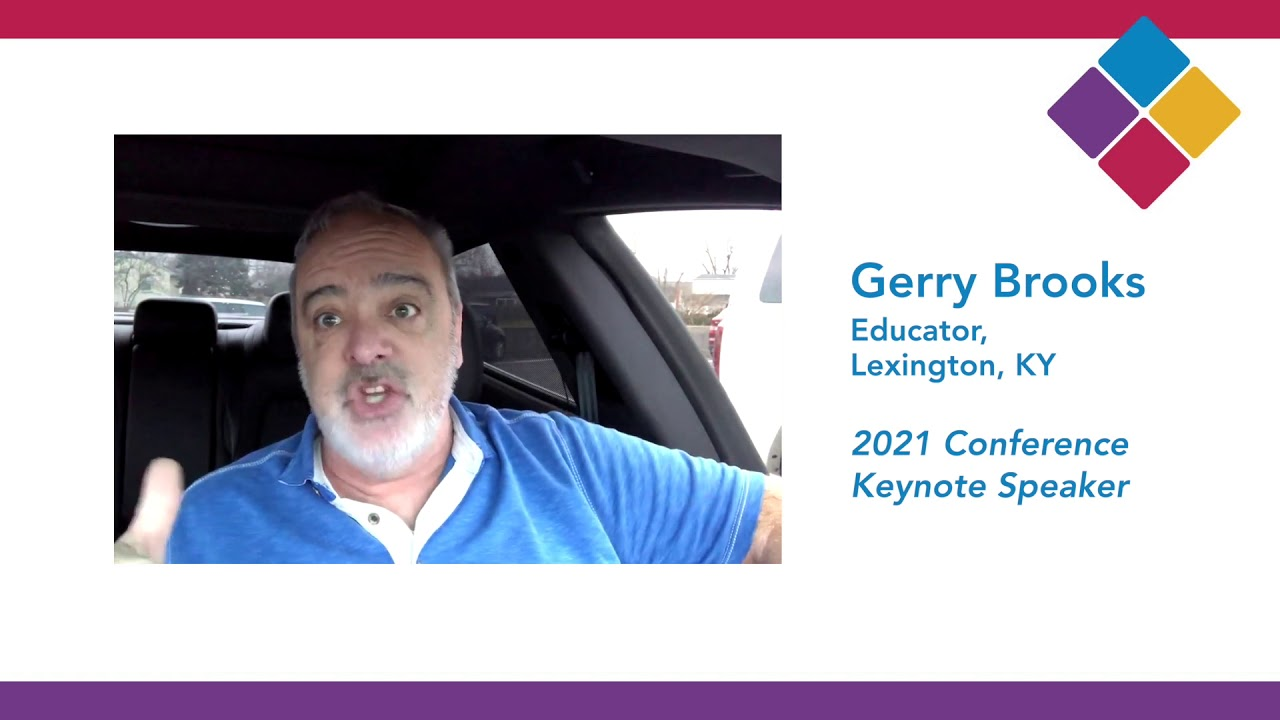 Gerry Brooks
Educator,
Lexington, KY
2021 Conference
Keynote Speaker